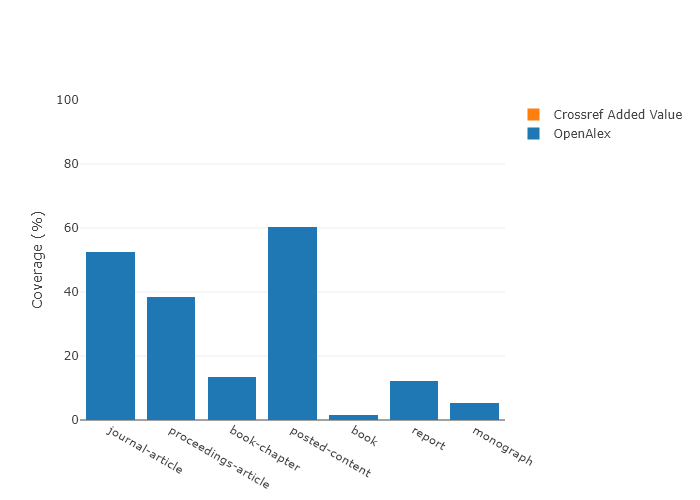 100
80
60
40
20
0
Coverage (%)
journal-article
proceedings-article
book-chapter
posted-content
book
report
monograph
Crossref Added Value
OpenAlex